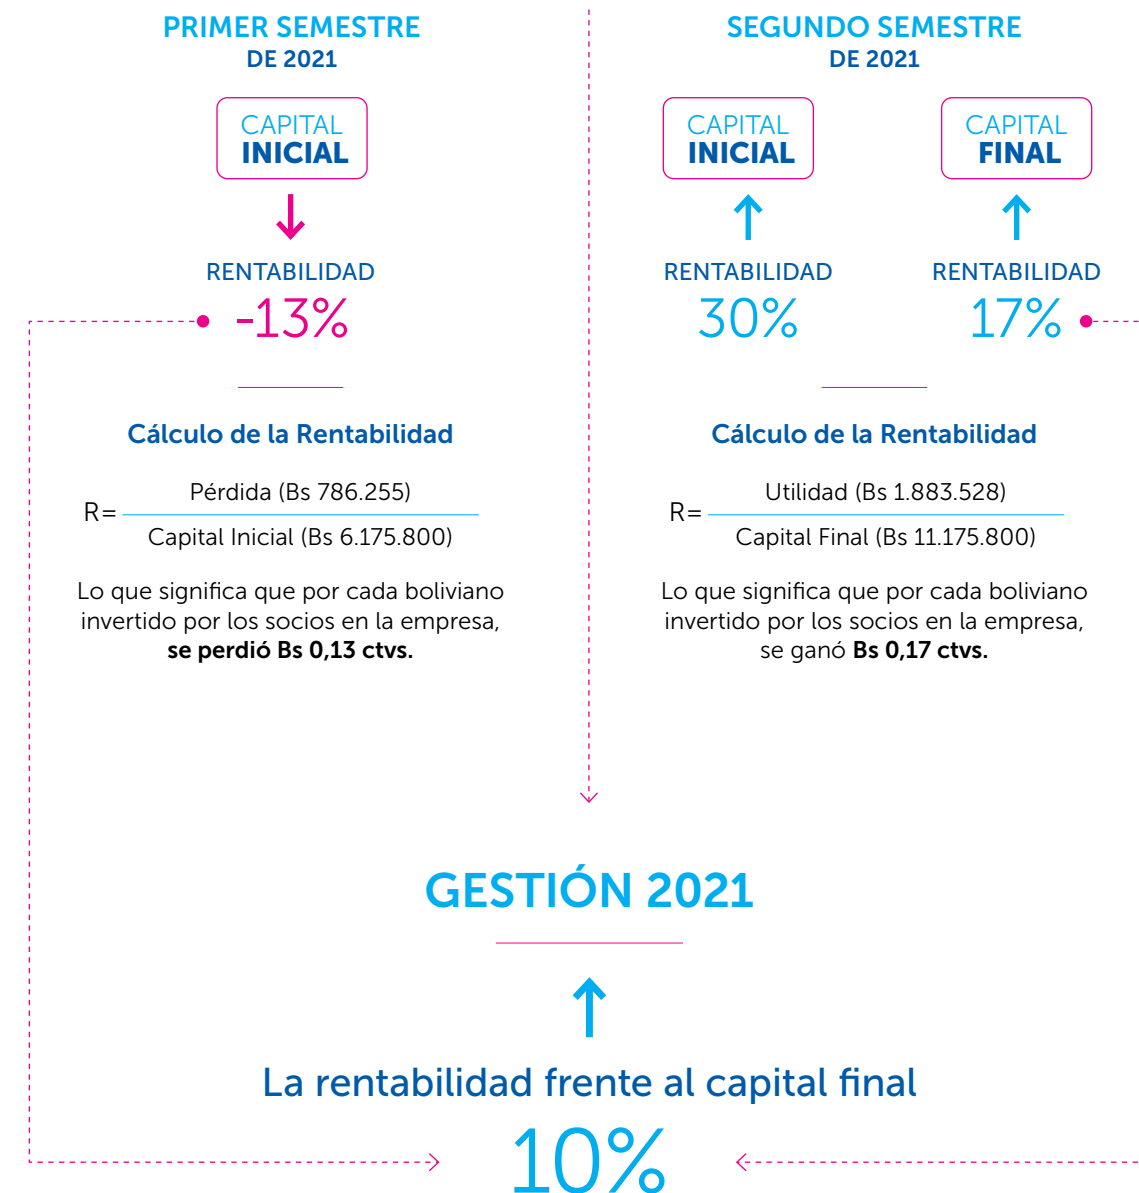 PRIMER SEMESTRE
DE 2021
CAPITAL
INICIAL
RENTABILIDAD
-13%
Cálculo de la Rentabilidad
R=
Pérdida (Bs 786.255)
Capital Inicial (Bs 6.175.800)
Lo que significa que por cada boliviano
invertido por los socios en la empresa,
se perdió Bs 0,13 ctvs.
SEGUNDO SEMESTRE
DE 2021
CAPITAL
INICIAL
RENTABILIDAD
30%
CAPITAL
FINAL
RENTABILIDAD
17%
Cálculo de la Rentabilidad
R=
Utilidad (Bs 1.883.528)
Capital Final (Bs 11.175.800)
Lo que significa que por cada boliviano
invertido por los socios en la empresa,
se ganó Bs 0,17 ctvs.
GESTIÓN 2021
La rentabilidad frente al capital final
10%